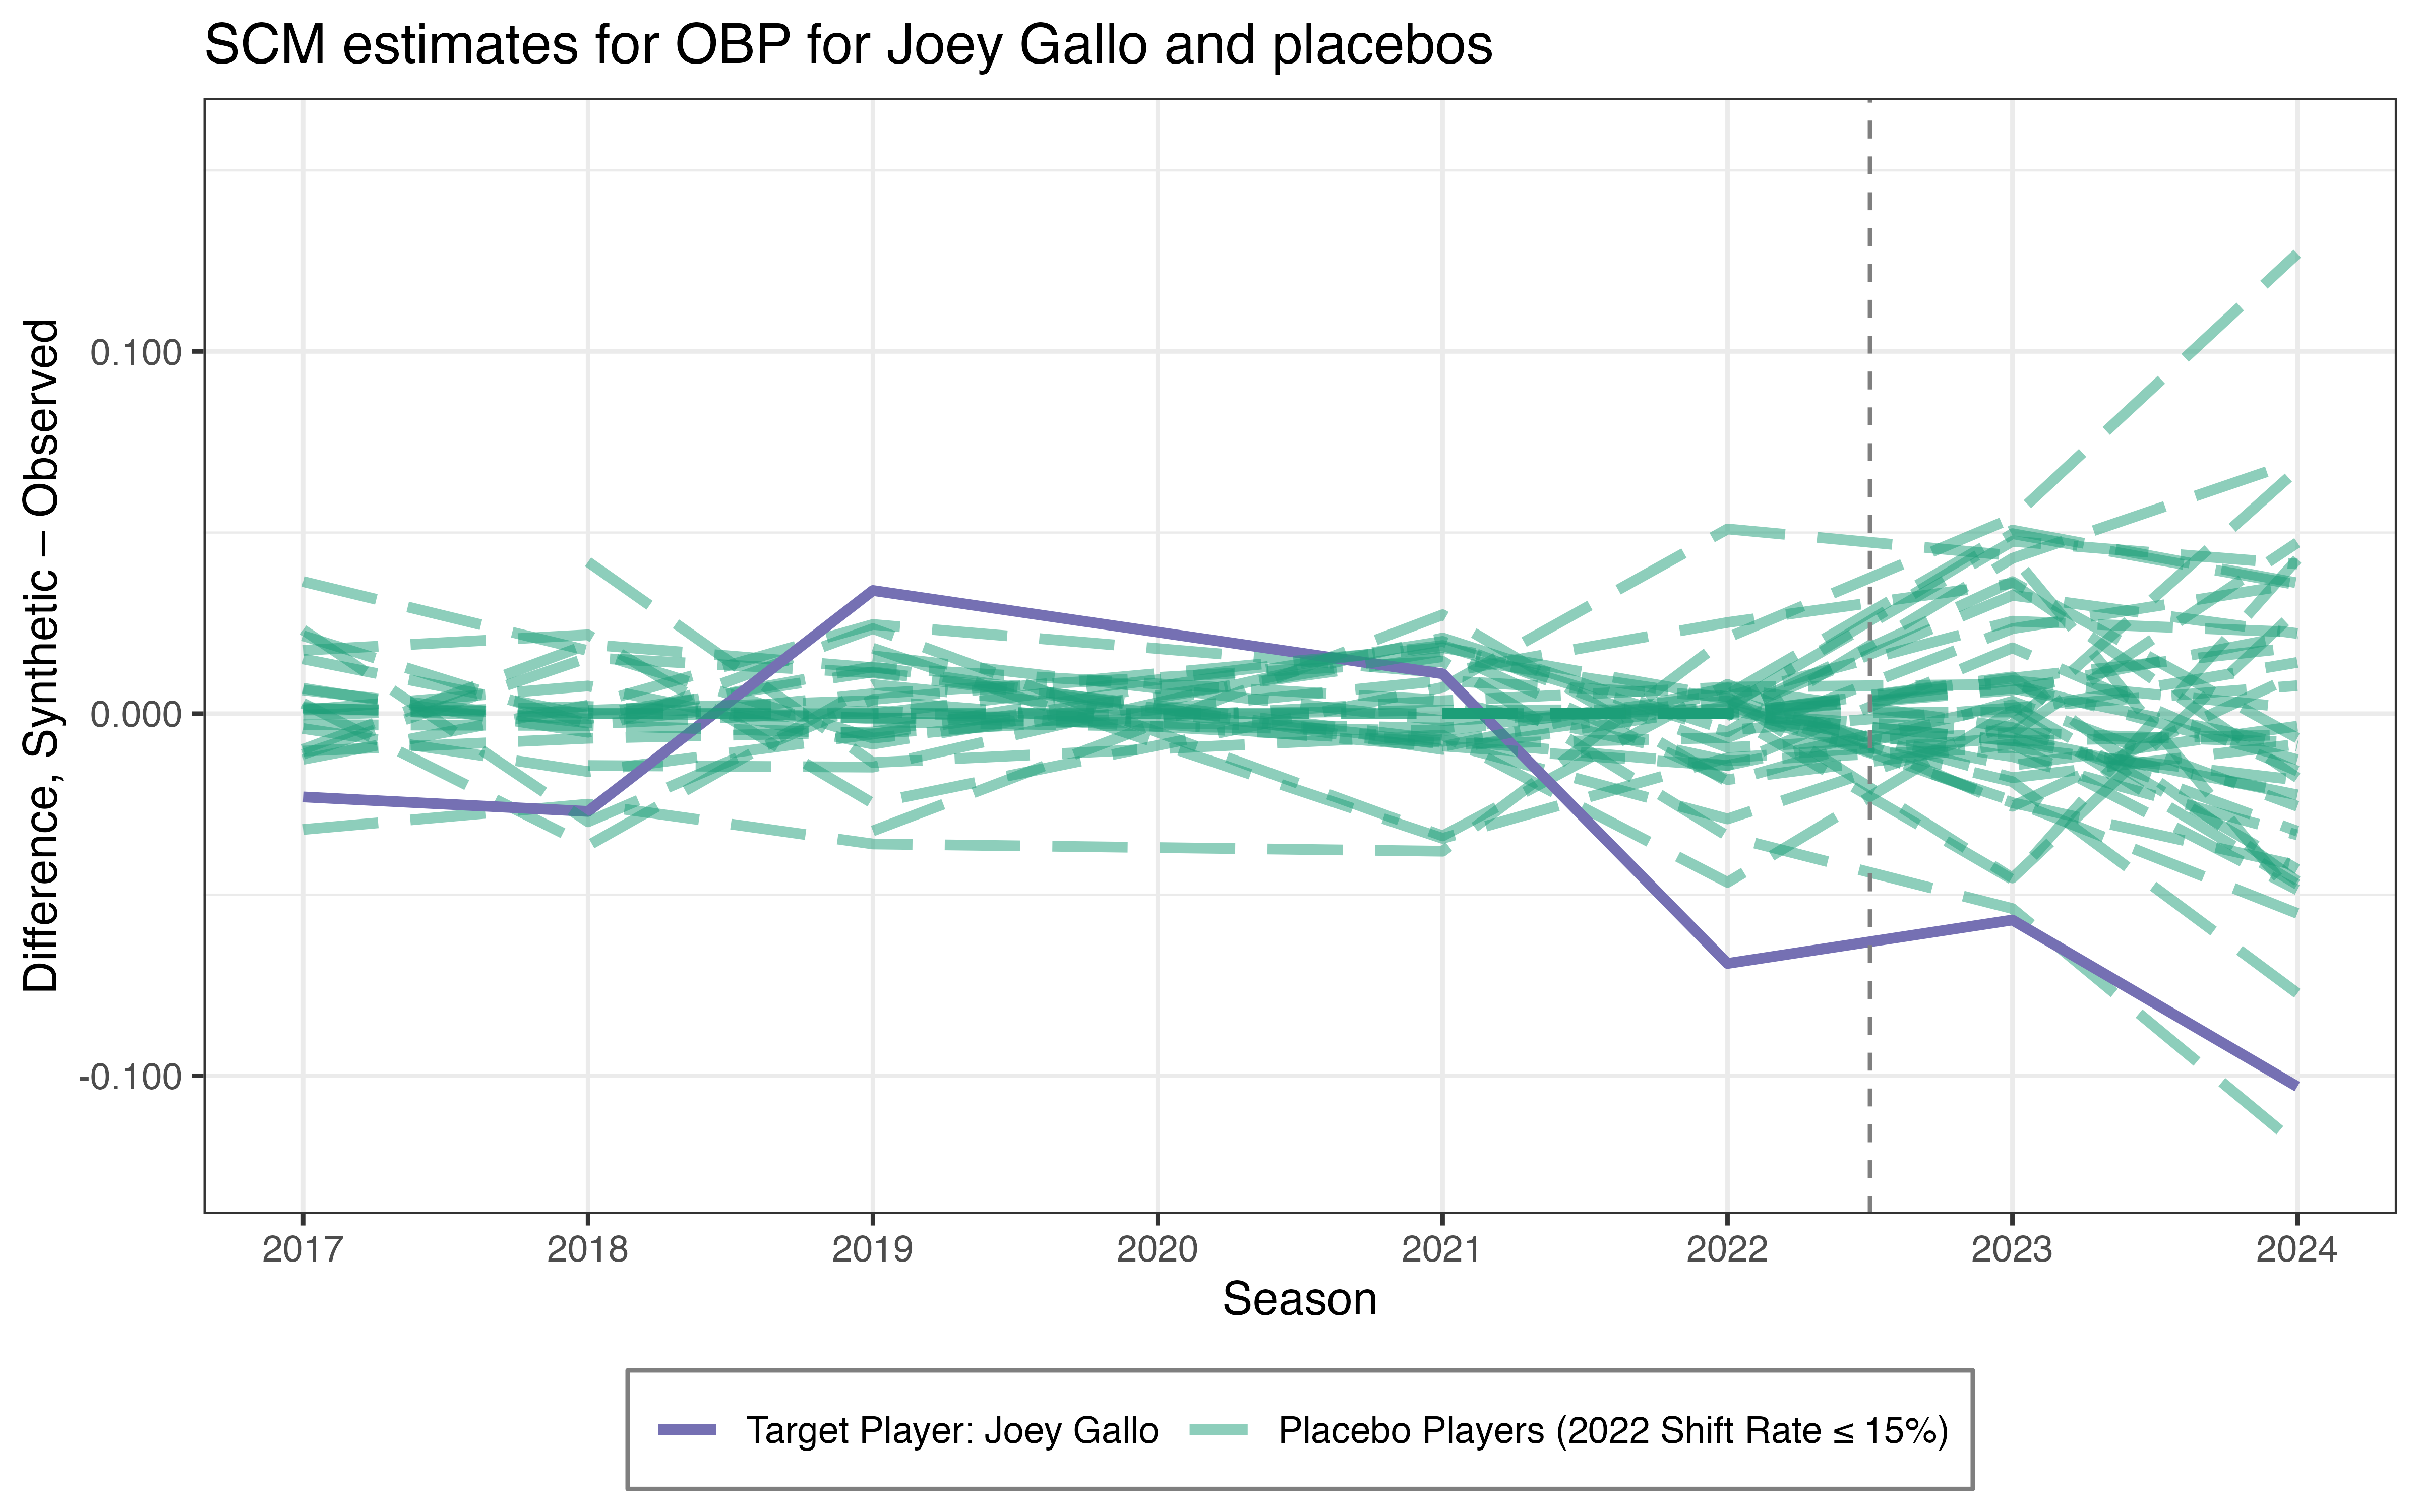 SCM estimates for OBP for Joey Gallo and placebos
Difference, Synthetic − Observed
0.100
0.000
-0.100
2017 2018 2019 2020 2021 2022 2023 2024
Season
Target Player: Joey Gallo Placebo Players (2022 Shift Rate ≤ 15%)